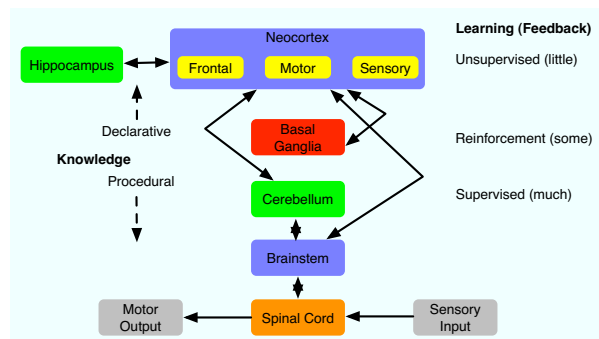 Neocortex
Learning (Feedback)
Hippocampus
Frontal
Motor
Sensory
Unsupervised (little)
Declarative
Basal
Ganglia
Reinforcement (some)
Knowledge
Procedural
Cerebellum
Supervised (much)
Brainstem
Motor
Output
Spinal Cord
Sensory
Input